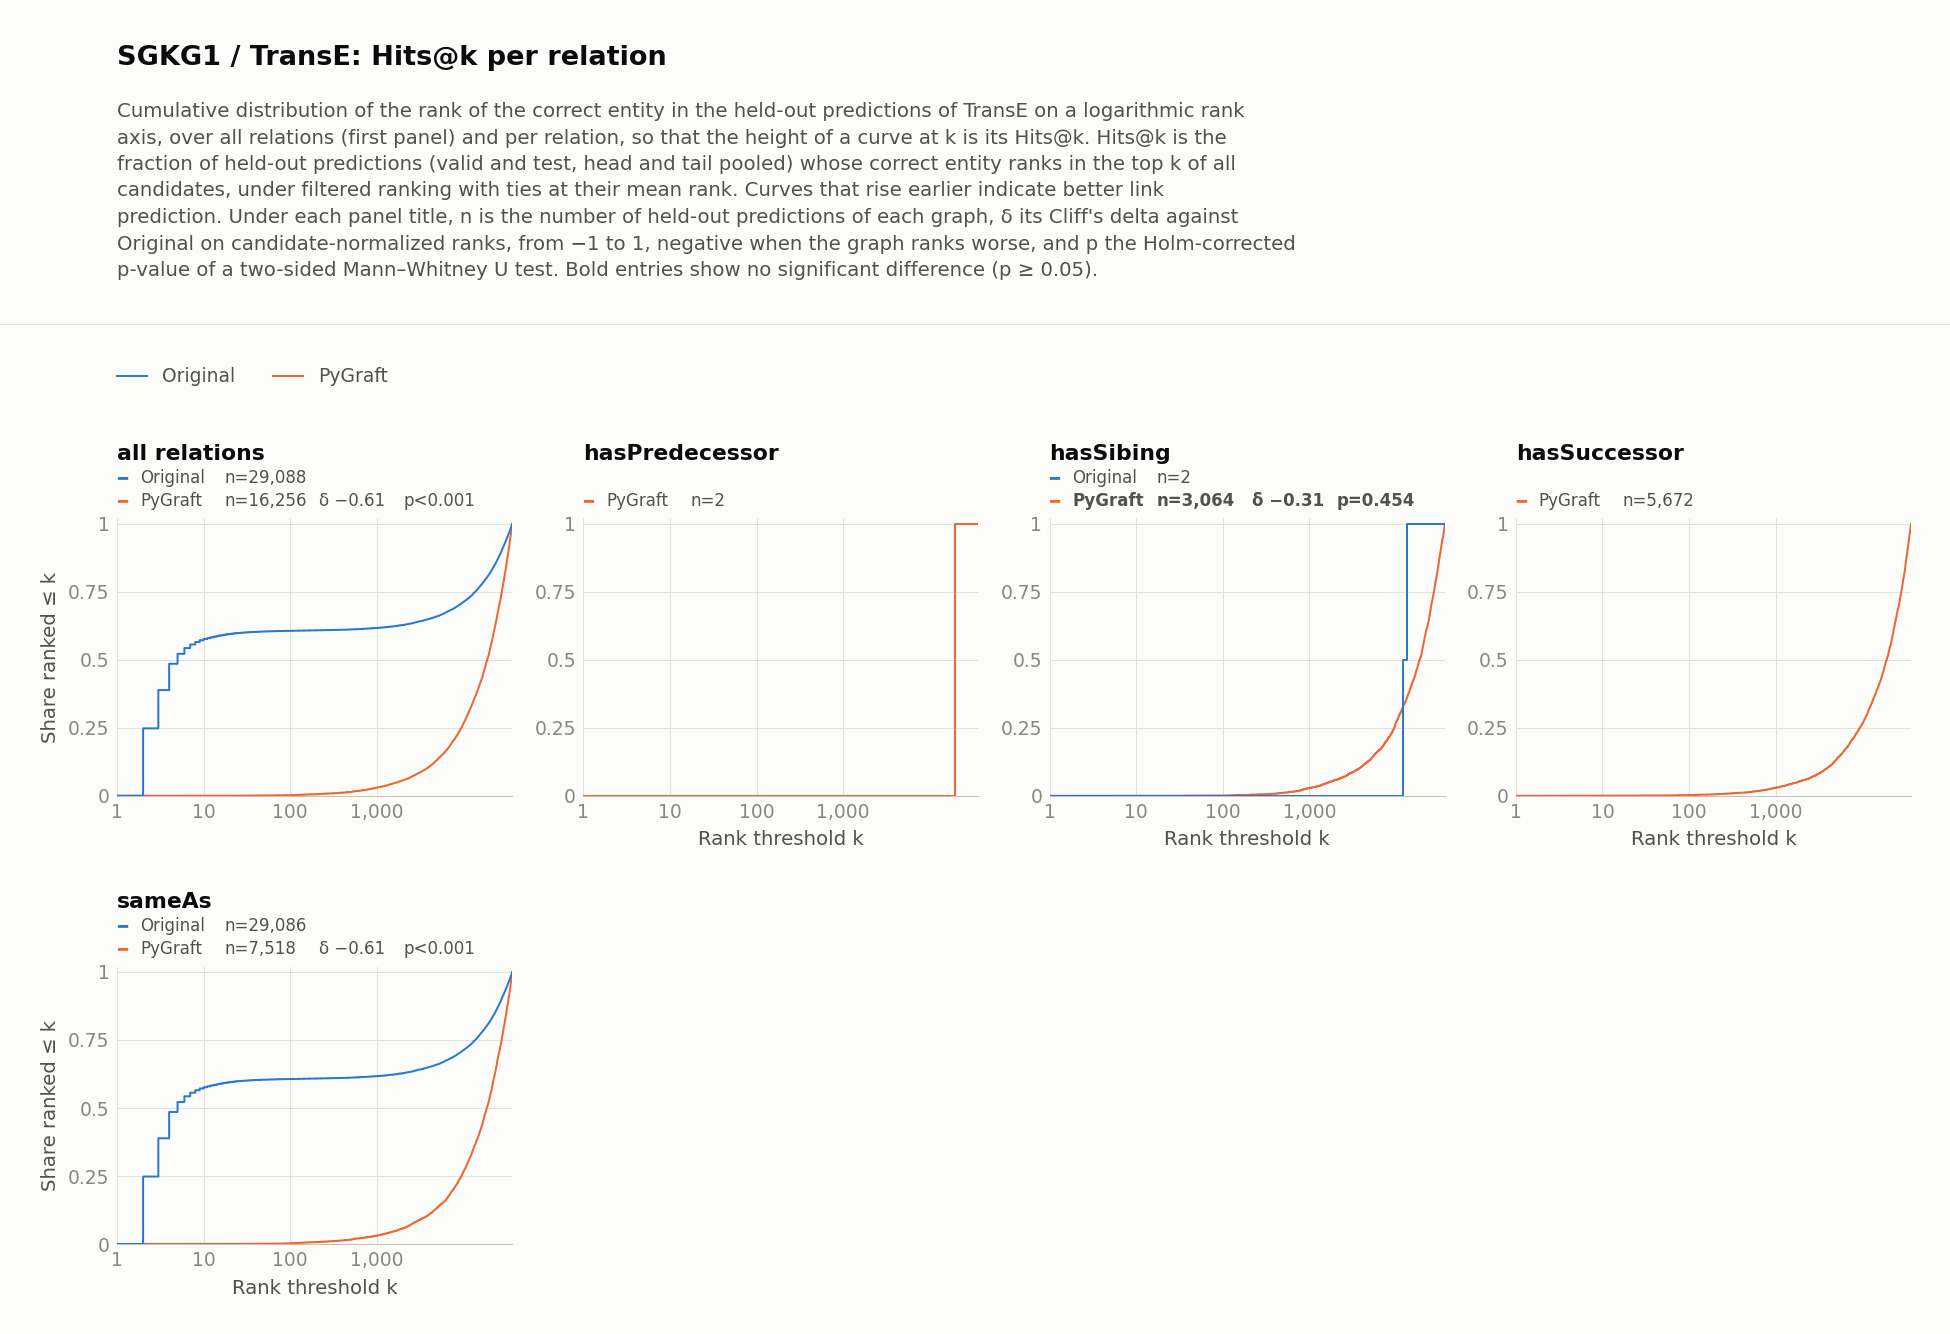 SGKG1 / TransE: Hits@k per relation
Cumulative distribution of the rank of the correct entity in the held-out predictions of TransE on a logarithmic rank
axis, over all relations (first panel) and per relation, so that the height of a curve at k is its Hits@k. Hits@k is the
fraction of held-out predictions (valid and test, head and tail pooled) whose correct entity ranks in the top k of all
candidates, under filtered ranking with ties at their mean rank. Curves that rise earlier indicate better link
prediction. Under each panel title, n is the number of held-out predictions of each graph, δ its Cliff's delta against
Original on candidate-normalized ranks, from −1 to 1, negative when the graph ranks worse, and p the Holm-corrected
p-value of a two-sided Mann–Whitney U test. Bold entries show no significant difference (p ≥ 0.05).
Original PyGraft
all relations
Original n=29,088
PyGraft n=16,256 δ −0.61 p<0.001
1
0.75
0.5
0.25
0
Share ranked ≤ k
1 10 100 1,000
hasPredecessor
PyGraft n=2
1
0.75
0.5
0.25
0
1 10 100 1,000
Rank threshold k
hasSibing
Original n=2
PyGraft n=3,064 δ −0.31 p=0.454
1
0.75
0.5
0.25
0
1 10 100 1,000
Rank threshold k
hasSuccessor
PyGraft n=5,672
1
0.75
0.5
0.25
0
1 10 100 1,000
Rank threshold k
sameAs
Original n=29,086
PyGraft n=7,518 δ −0.61 p<0.001
1
0.75
0.5
0.25
0
Share ranked ≤ k
1 10 100 1,000
Rank threshold k